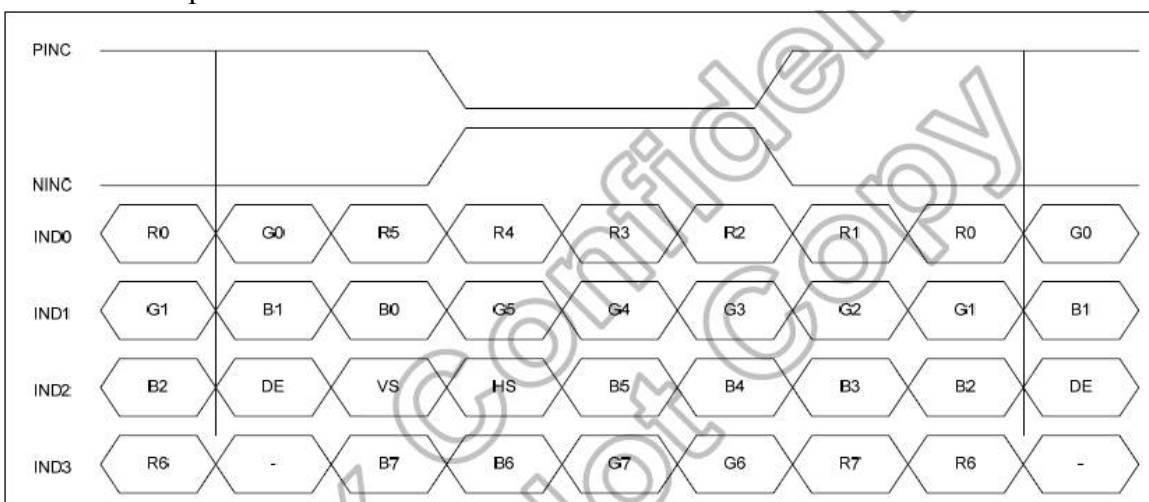 PINC
NINC
IND0 R0 G0 R5 R4 R3 R2 R1 R0 G0
IND1 G1 B1 B0 G5 G4 G3 G2 G1 B1
IND2 B2 DE VS HS B5 B4 B3 B2 DE
IND3 R6 - B7 B6 G7 G6 R7 R6 -
Confiden
Copy